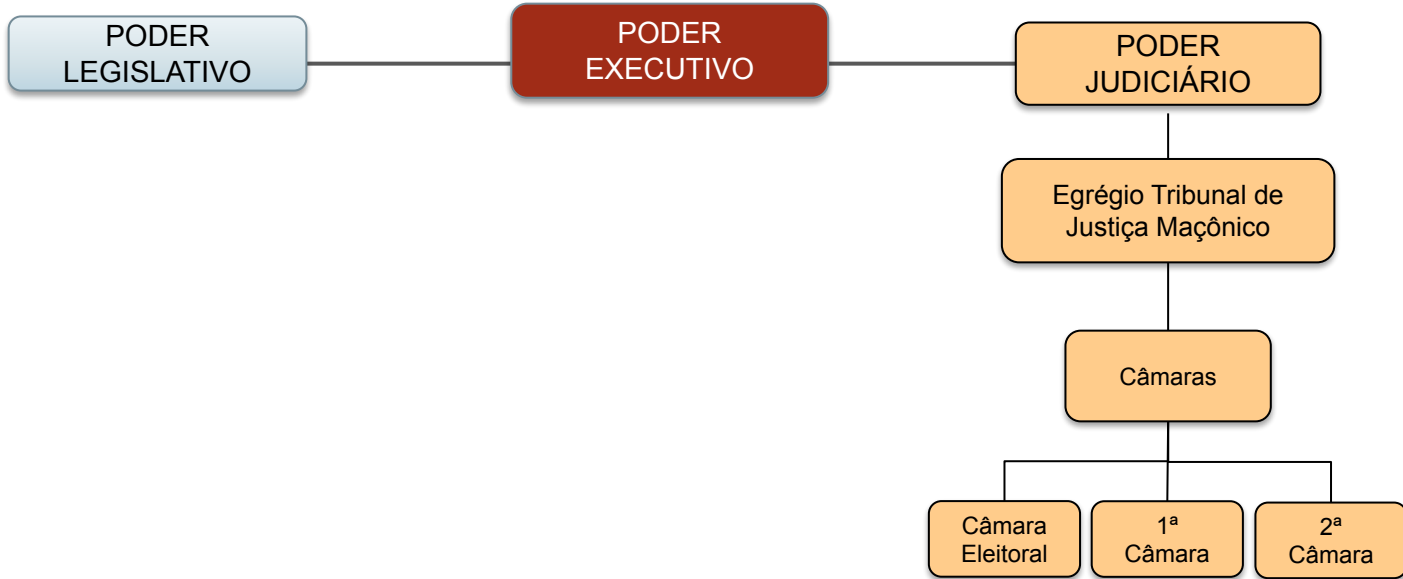 PODER
LEGISLATIVO
PODER
EXECUTIVO
PODER
JUDICIÁRIO
Egrégio Tribunal de
Justiça Maçônico
Câmaras
Câmara
Eleitoral
1ª
Câmara
2ª
Câmara